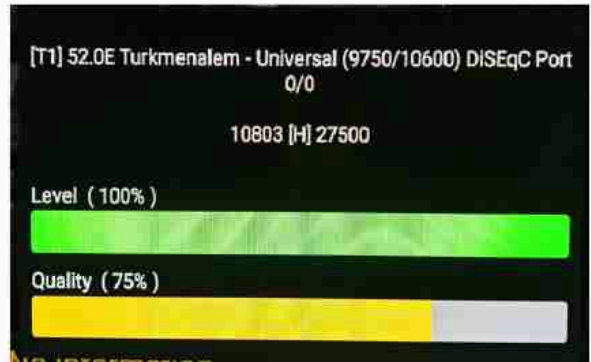 [T1] 52.0E Turkmenalem - Universal (9750/10600) DiSEqC Port
0/0
10803 [H] 27500
Level (100%)
Quality (75%)